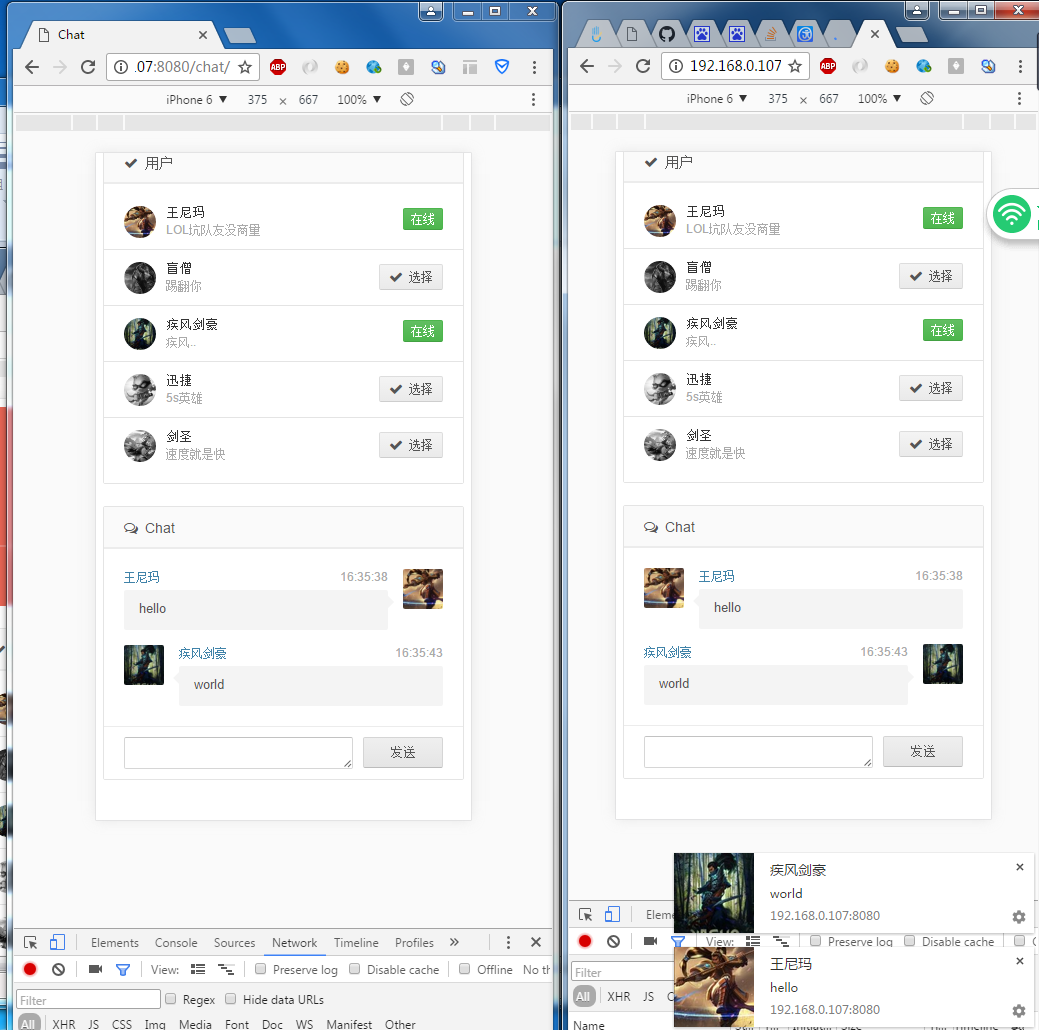 Chat
.07:8080/chat/
ABP
iPhone 6 ▼ 375 × 667 100% ▼
用户
王尼玛
LOL坑队友没商量
在线
盲僧
踢翻你
选择
疾风剑豪
疾风..
在线
迅捷
5s英雄
选择
剑圣
速度就是快
选择
Chat
王尼玛 16:35:38
hello
疾风剑豪 16:35:43
world
发送
Elements Console Sources Network Timeline Profiles »
View: Preserve log Disable cache Offline No th
Filter Regex Hide data URLs
All XHR JS CSS Img Media Font Doc WS Manifest Other
192.168.0.107
ABP
iPhone 6 ▼ 375 × 667 100% ▼
用户
王尼玛
LOL坑队友没商量
在线
盲僧
踢翻你
选择
疾风剑豪
疾风..
在线
迅捷
5s英雄
选择
剑圣
速度就是快
选择
Chat
王尼玛 16:35:38
hello
疾风剑豪 16:35:43
world
发送
Eleme
疾风剑豪
world
192.168.0.107:8080
View: Preserve log Disable cache
Filter
All XHR JS
王尼玛
hello
192.168.0.107:8080
Name